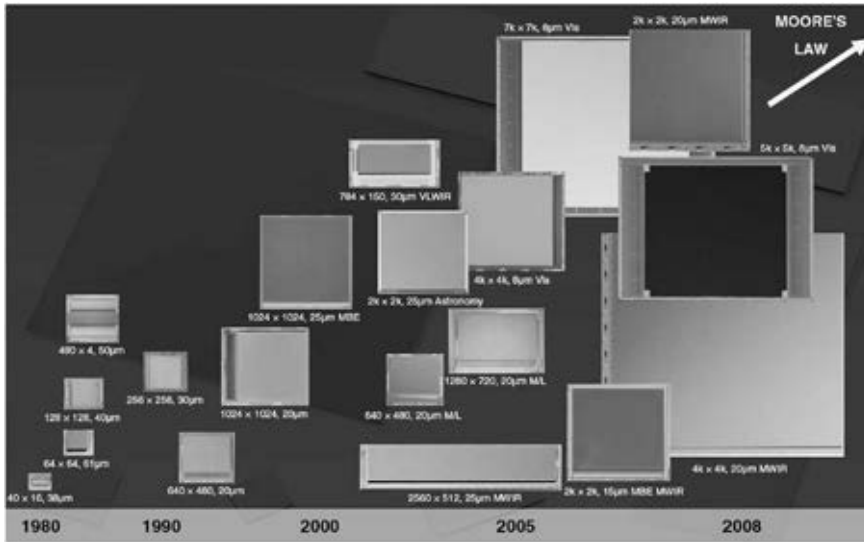 7k × 7k, 8µm Vis
2k × 2k, 20µm MWIR
MOORE'S
LAW
5k × 5k, 8µm Vis
784 × 150, 50µm VLWIR
4k × 4k, 8µm Vis
2k × 2k, 25µm Astronomy
1024 × 1024, 25µm MBE
480 × 4, 50µm
1280 × 720, 20µm M/L
256 × 256, 30µm
1024 × 1024, 20µm
640 × 480, 20µm M/L
128 × 128, 40µm
64 × 64, 61µm
4k × 4k, 20µm MWIR
640 × 480, 20µm
2560 × 512, 25µm MWIR
2k × 2k, 15µm MBE MWIR
40 × 16, 38µm
1980
1990
2000
2005
2008